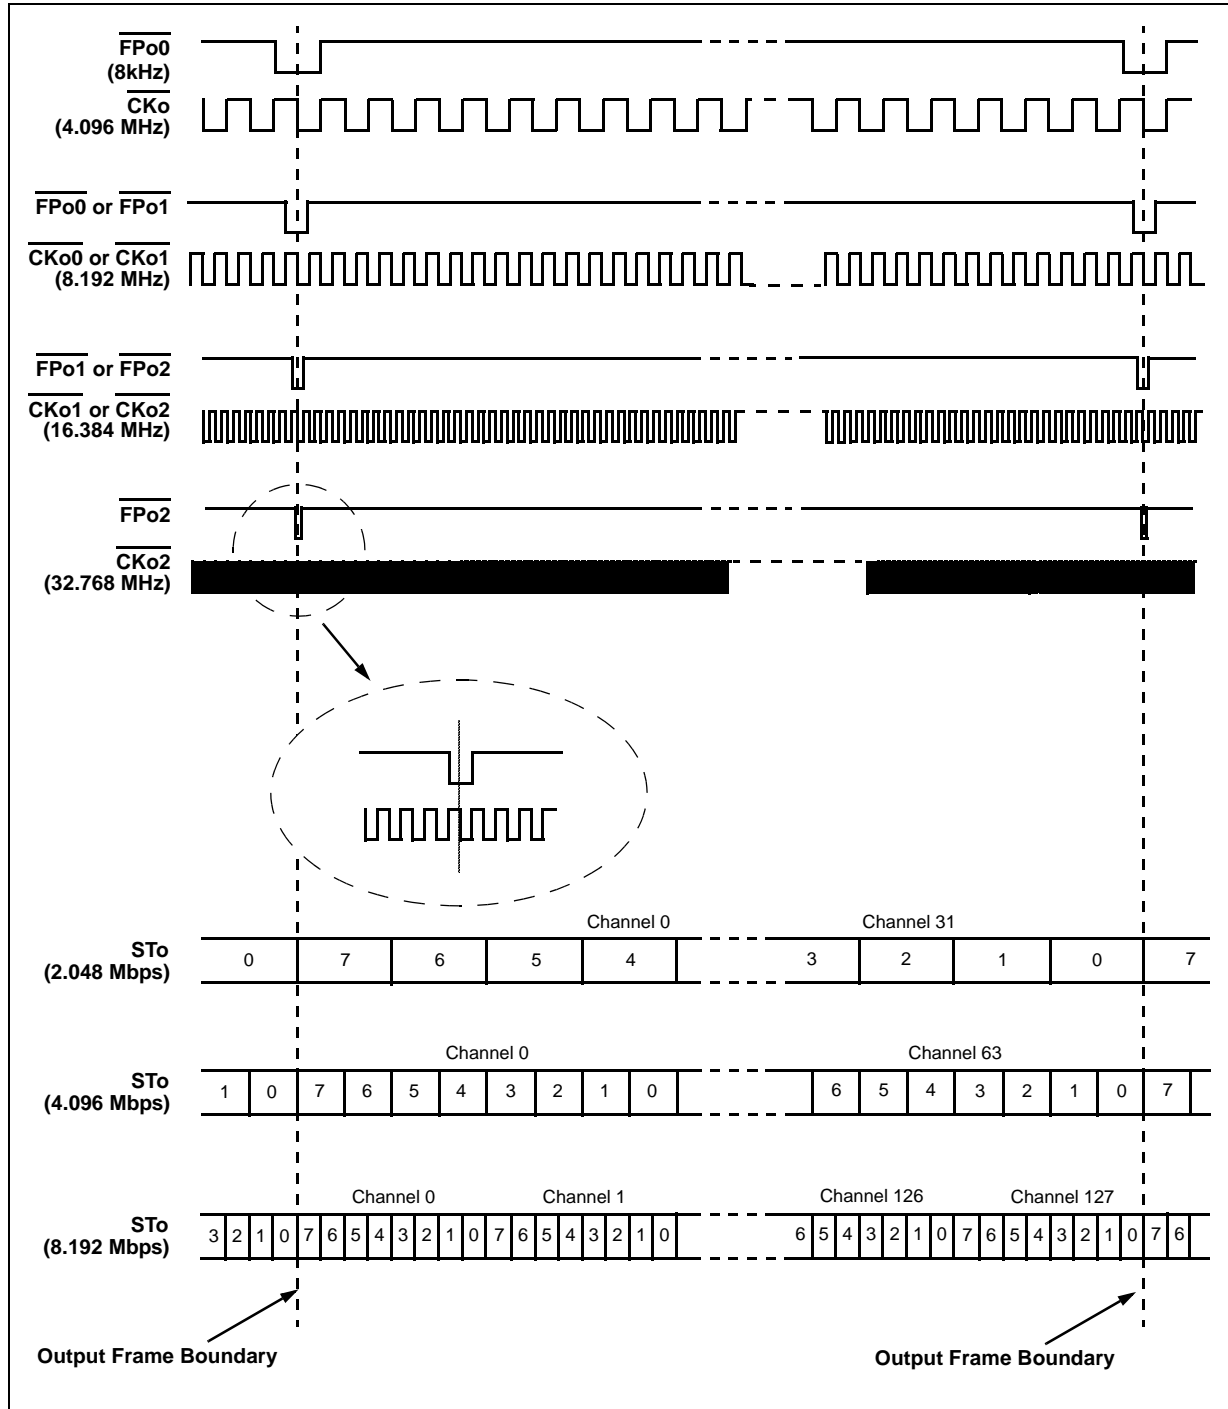 FPo0
(8kHz)
CKo
(4.096 MHz)
FPo0 or FPo1
CKo0 or CKo1
(8.192 MHz)
FPo1 or FPo2
CKo1 or CKo2
(16.384 MHz)
FPo2
CKo2
(32.768 MHz)
Channel 0 Channel 31
STo
(2.048 Mbps)
0 7 6 5 4 3 2 1 0 7
Channel 0 Channel 63
STo
(4.096 Mbps)
1 0 7 6 5 4 3 2 1 0 6 5 4 3 2 1 0 7
Channel 0 Channel 1 Channel 126 Channel 127
STo
(8.192 Mbps)
3 2 1 0 7 6 5 4 3 2 1 0 7 6 5 4 3 2 1 0 6 5 4 3 2 1 0 7 6 5 4 3 2 1 0 7 6
Output Frame Boundary Output Frame Boundary